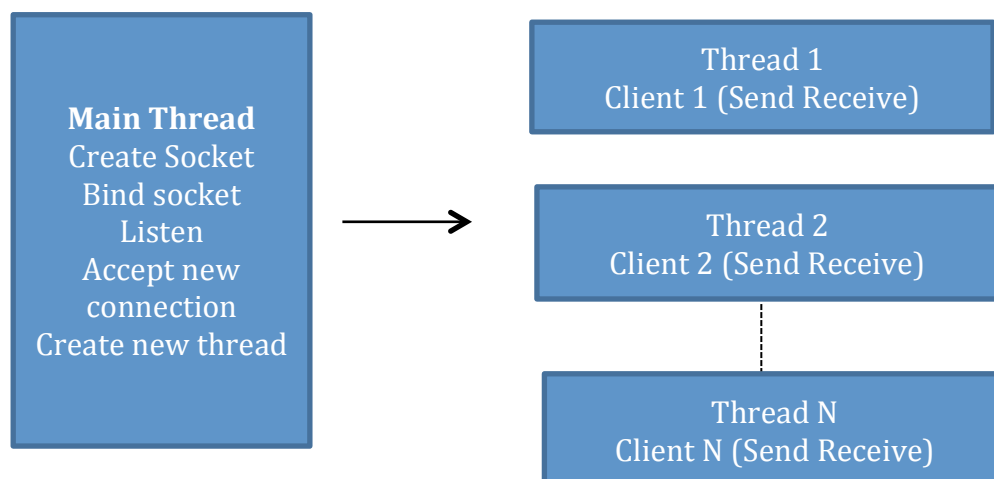 Main Thread
Create Socket
Bind socket
Listen
Accept new
connection
Create new thread
Thread 1
Client 1 (Send Receive)
Thread 2
Client 2 (Send Receive)
Thread N
Client N (Send Receive)